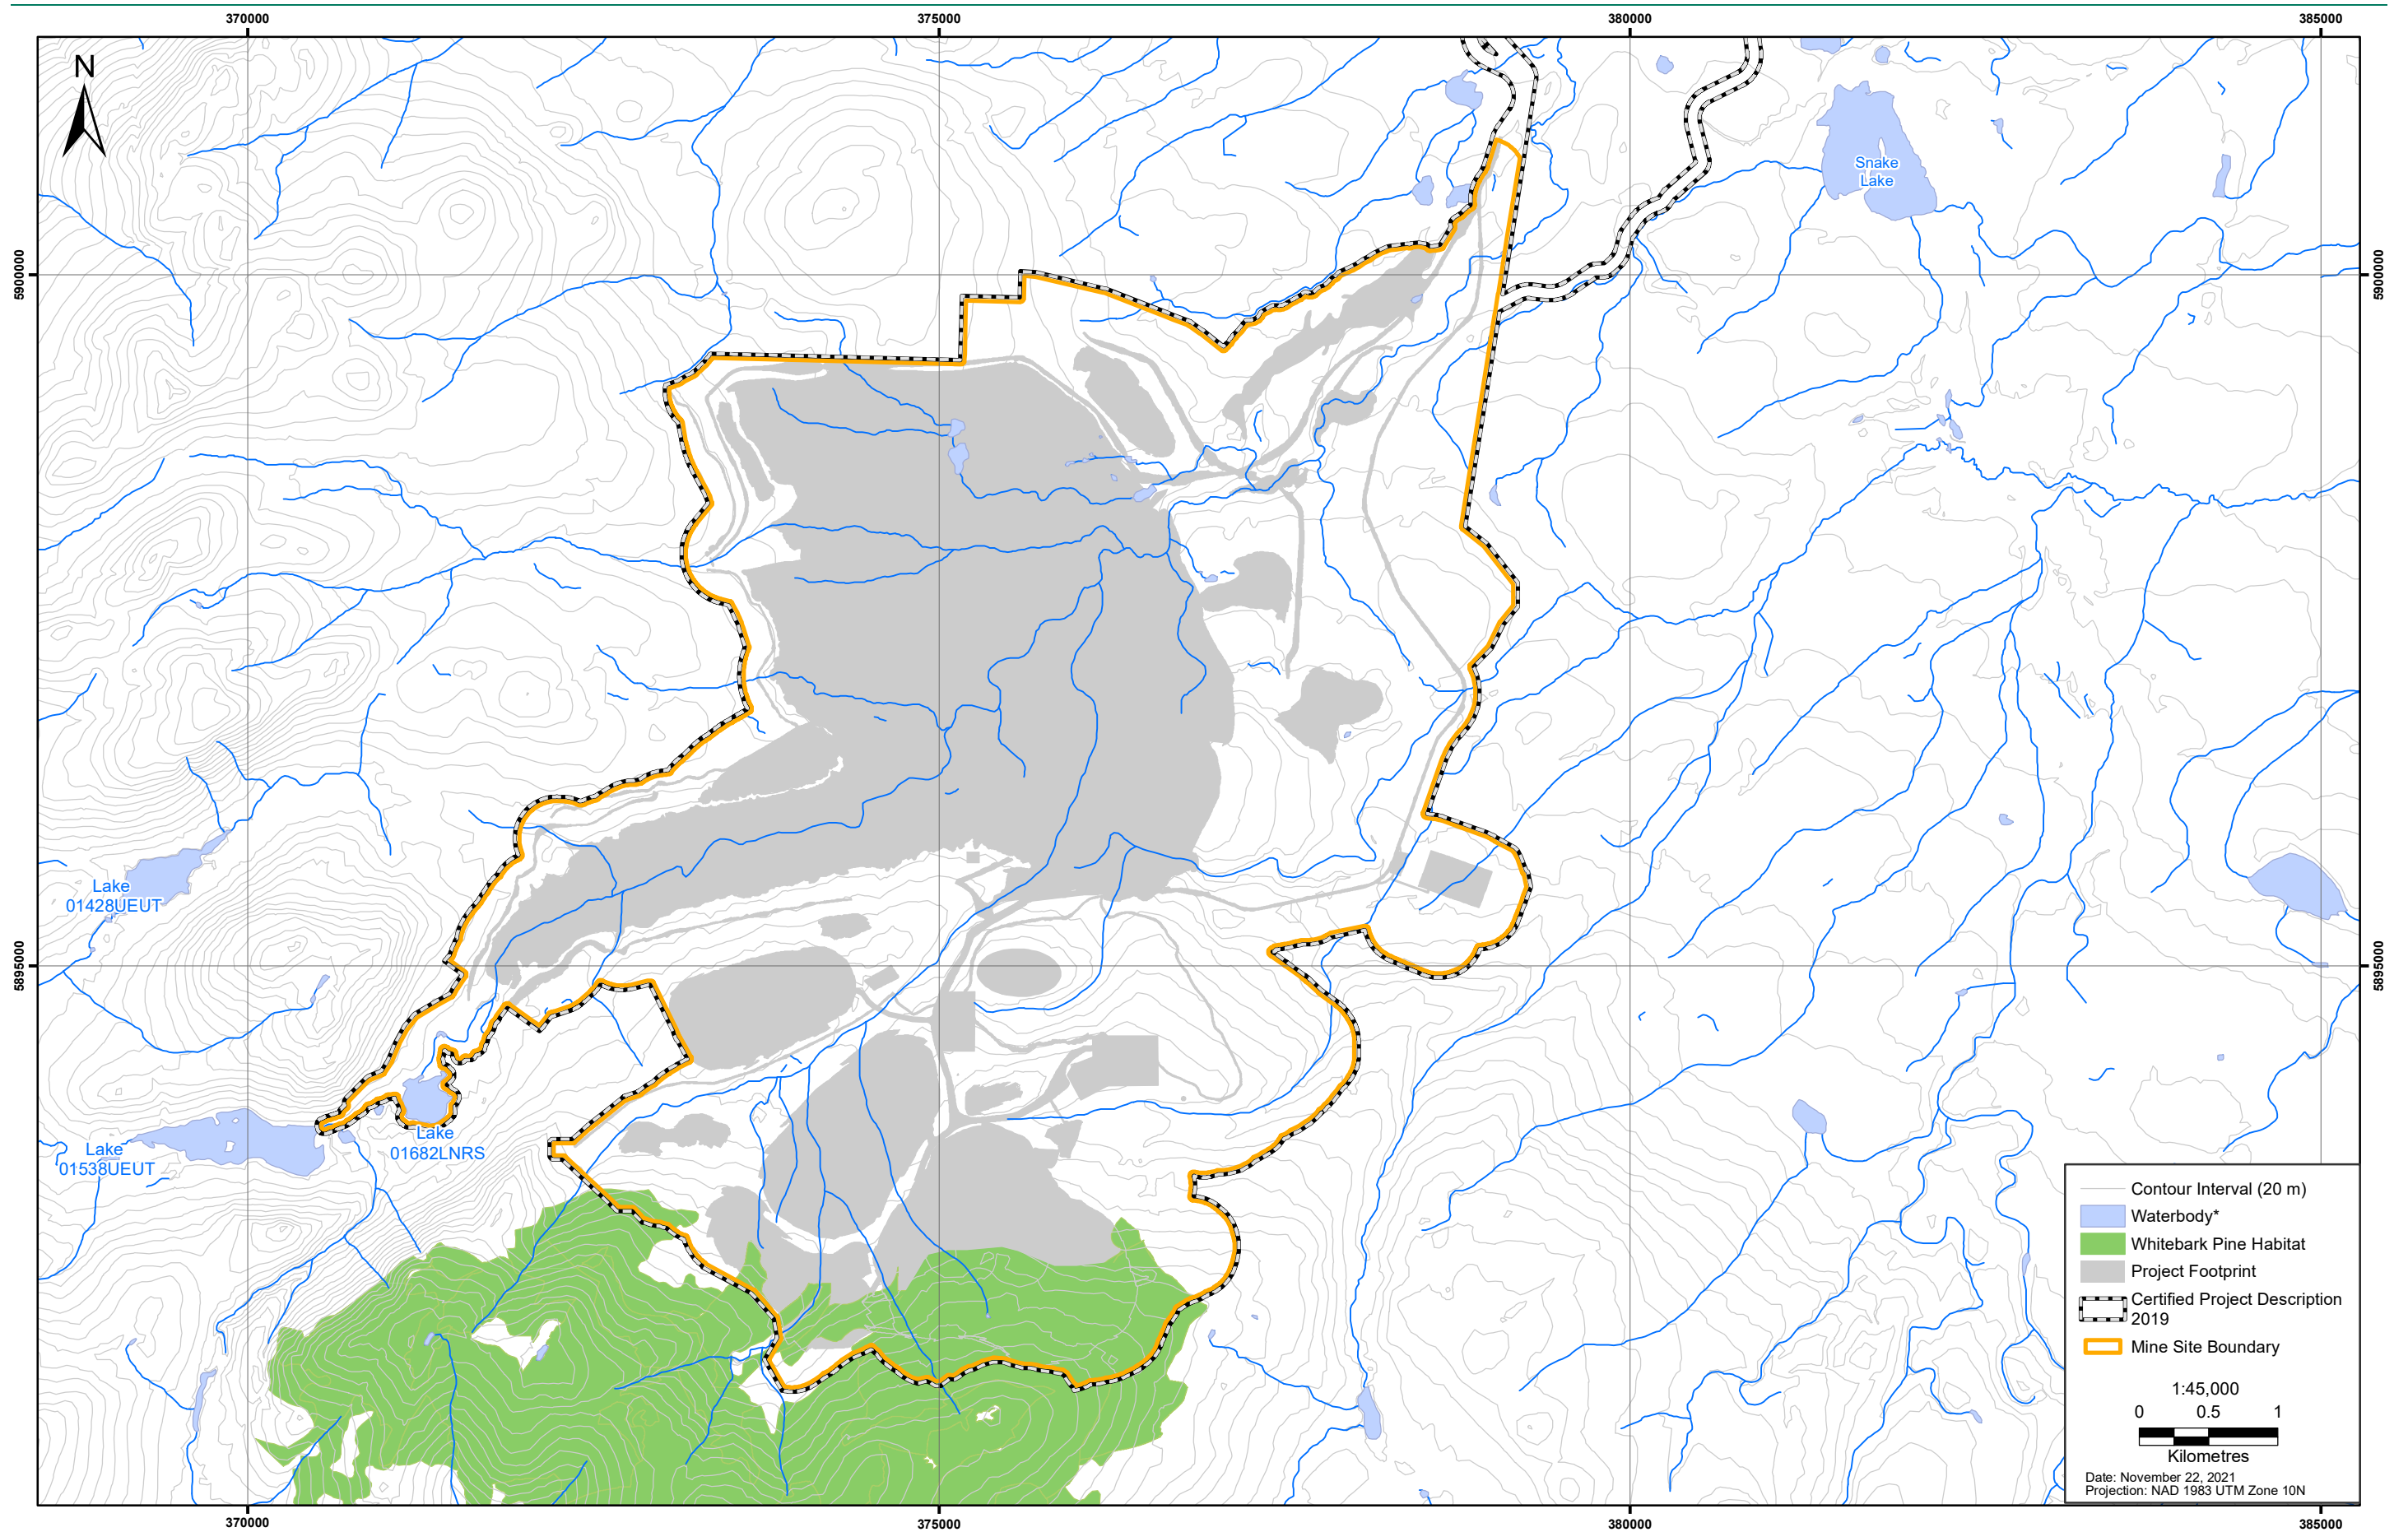 370000
375000
380000
385000
N
Snake
Lake
5900000
5900000
Lake
01428UEUT
5895000
5895000
Lake
01682LNRS
Lake
01538UEUT
Contour Interval (20 m)
Waterbody*
Whitebark Pine Habitat
Project Footprint
Certified Project Description
2019
Mine Site Boundary
1:45,000
0 0.5 1
Kilometres
Date: November 22, 2021
Projection: NAD 1983 UTM Zone 10N
370000
375000
380000
385000